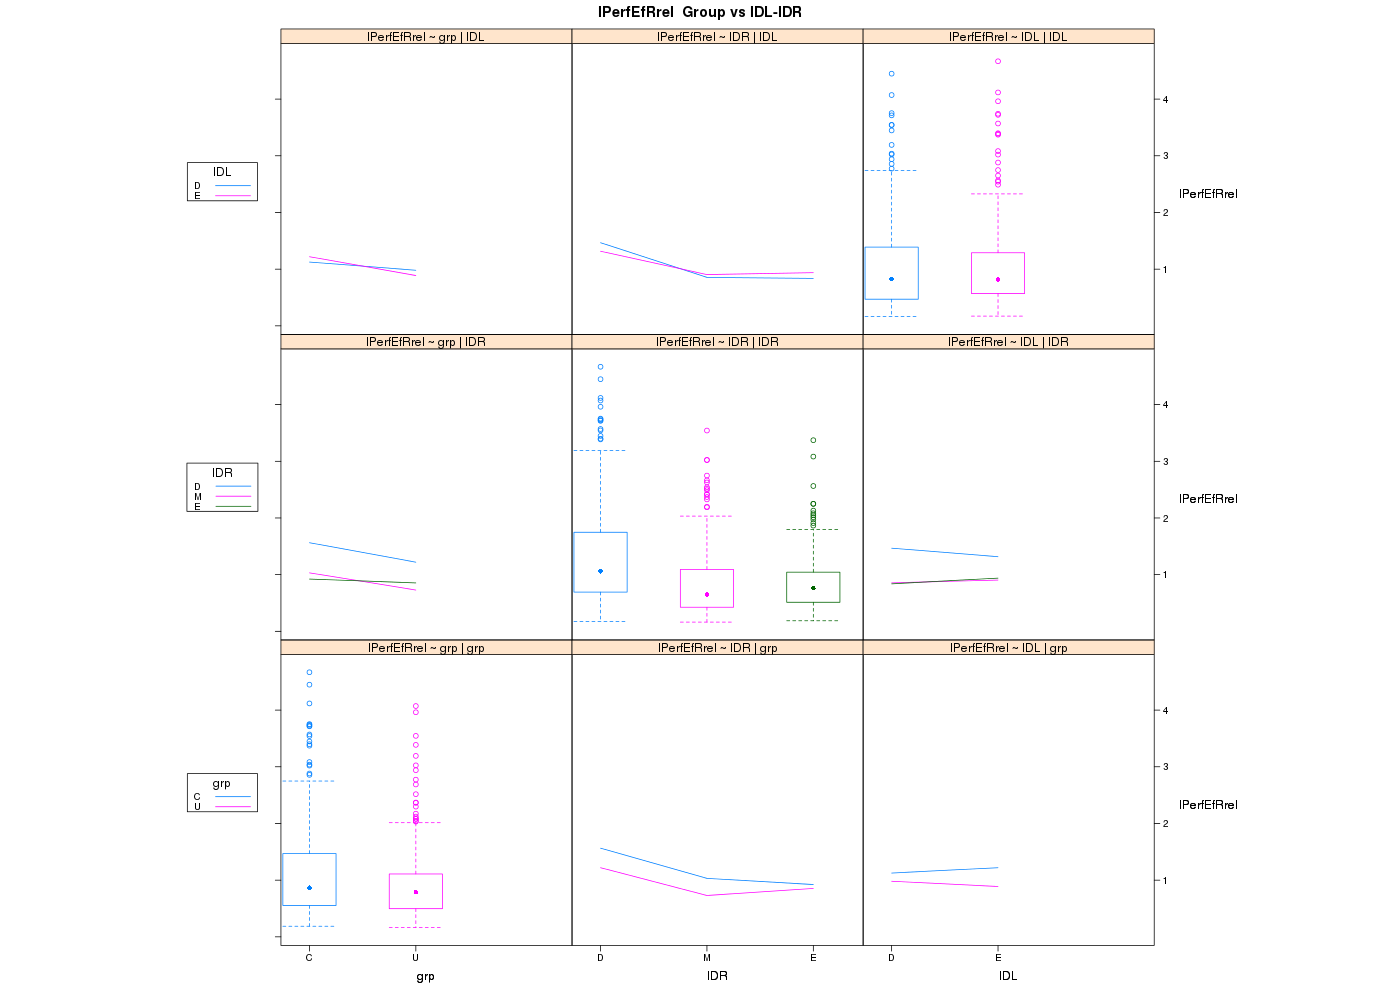 IPerfEfRrel  Group vs IDL-IDR
IPerfEfRrel ~ grp | IDL
IPerfEfRrel ~ IDR | IDL
IPerfEfRrel ~ IDL | IDL
IDL
D
E
4
3
2
1
IPerfEfRrel
IPerfEfRrel ~ grp | IDR
IPerfEfRrel ~ IDR | IDR
IPerfEfRrel ~ IDL | IDR
IDR
D
M
E
4
3
2
1
IPerfEfRrel
IPerfEfRrel ~ grp | grp
IPerfEfRrel ~ IDR | grp
IPerfEfRrel ~ IDL | grp
grp
C
U
4
3
2
1
IPerfEfRrel
C U
D M E
D E
grp
IDR
IDL